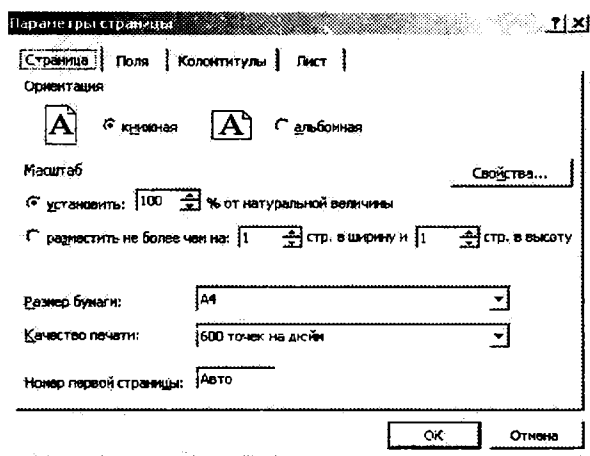 Параметры страницы
Страница Поля Колонтитулы Лист
Ориентация
A книжная A альбомная
Масштаб
Свойства...
установить: 100 % от натуральной величины
разместить не более чем на: 1 стр. в ширину и 1 стр. в высоту
Размер бумаги: A4
Качество печати: 600 точек на дюйм
Номер первой страницы: Авто
OK Отмена